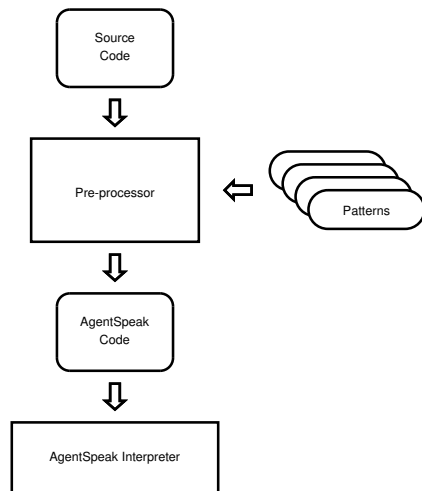 Source
Code
Pre-processor
Patterns
AgentSpeak
Code
AgentSpeak Interpreter